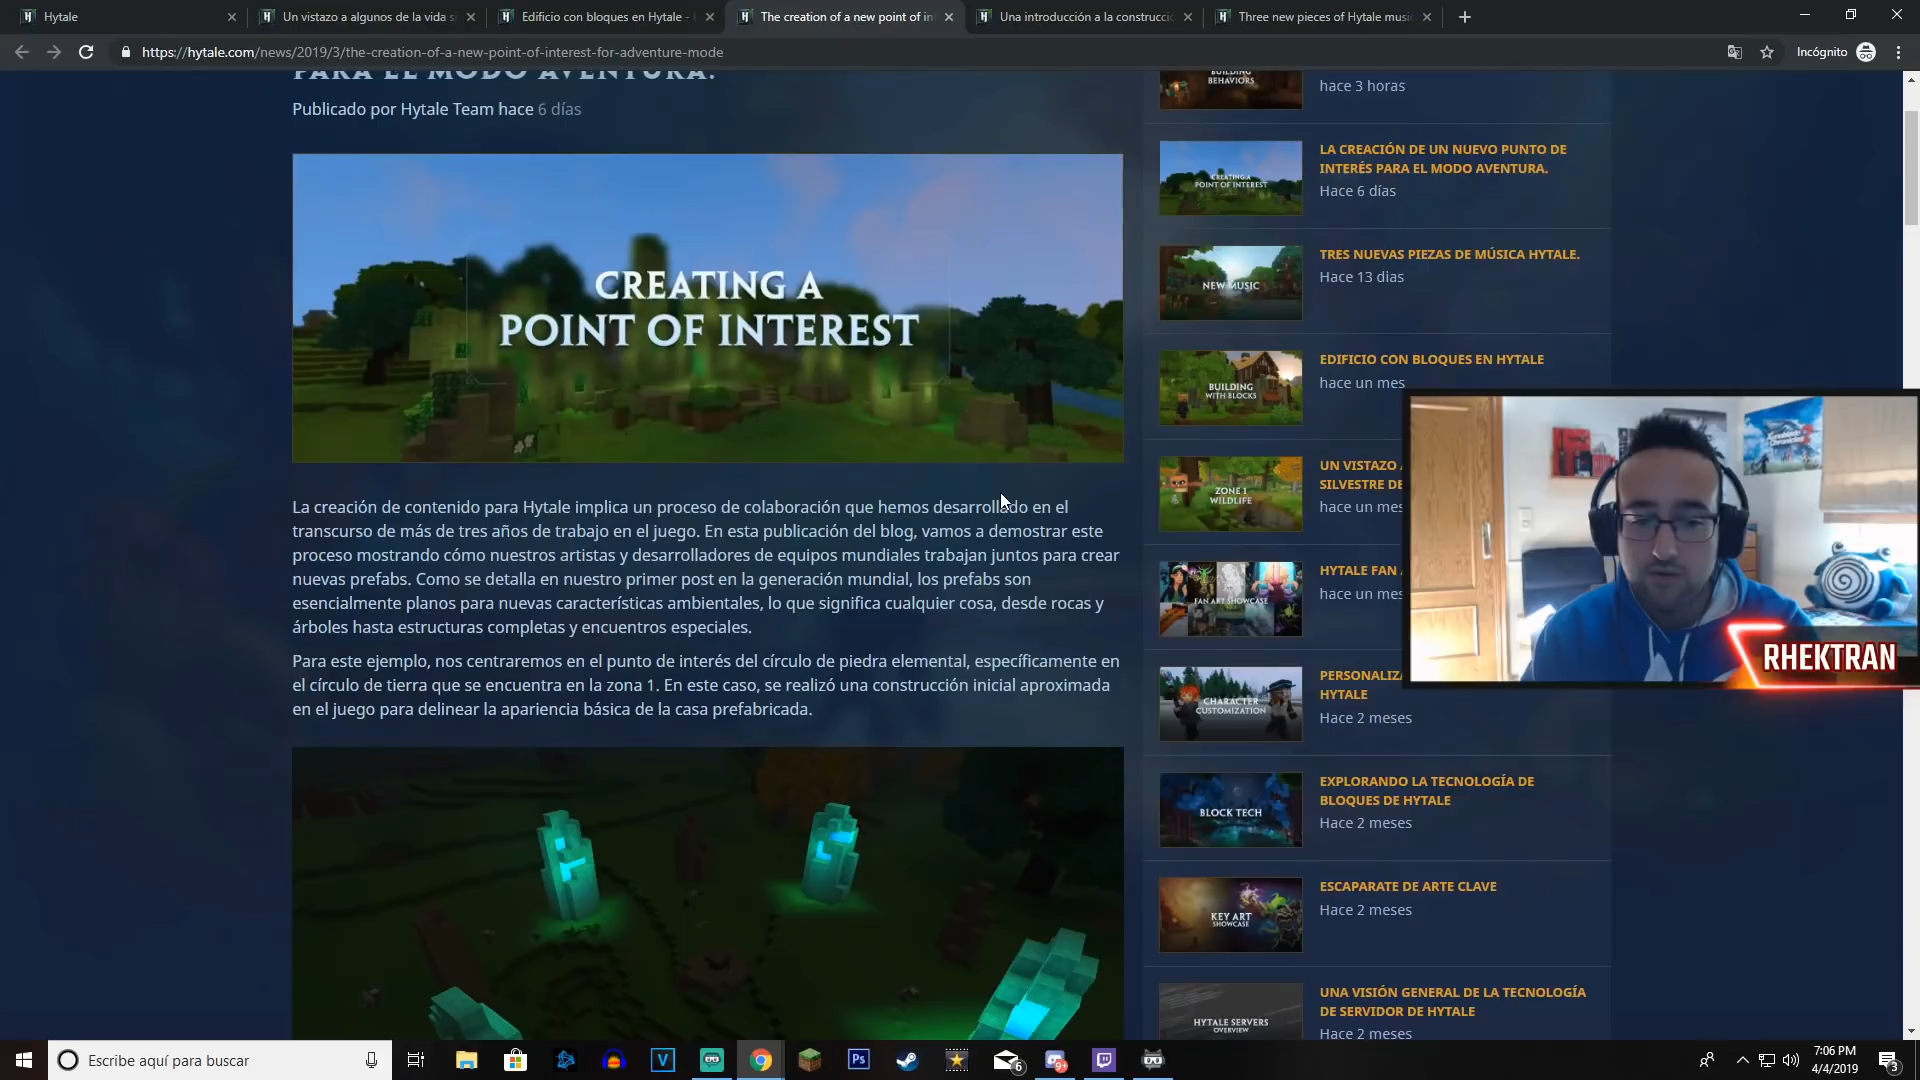 Hytale
Un vistazo a algunos de la vida s
Edificio con bloques en Hytale -
The creation of a new point of in
Una introducción a la construcció
Three new pieces of Hytale music
https://hytale.com/news/2019/3/the-creation-of-a-new-point-of-interest-for-adventure-mode
Incógnito
PARA EL MODO AVENTURA.
Publicado por Hytale Team hace 6 días
CREATING A
POINT OF INTEREST
La creación de contenido para Hytale implica un proceso de colaboración que hemos desarrollado en el
transcurso de más de tres años de trabajo en el juego. En esta publicación del blog, vamos a demostrar este
proceso mostrando cómo nuestros artistas y desarrolladores de equipos mundiales trabajan juntos para crear
nuevas prefabs. Como se detalla en nuestro primer post en la generación mundial, los prefabs son
esencialmente planos para nuevas características ambientales, lo que significa cualquier cosa, desde rocas y
árboles hasta estructuras completas y encuentros especiales.
Para este ejemplo, nos centraremos en el punto de interés del círculo de piedra elemental, específicamente en
el círculo de tierra que se encuentra en la zona 1. En este caso, se realizó una construcción inicial aproximada
en el juego para delinear la apariencia básica de la casa prefabricada.
BUILDING
BEHAVIORS
hace 3 horas
CREATING A
POINT OF INTEREST
LA CREACIÓN DE UN NUEVO PUNTO DE
INTERÉS PARA EL MODO AVENTURA.
Hace 6 días
NEW MUSIC
TRES NUEVAS PIEZAS DE MÚSICA HYTALE.
Hace 13 dias
BUILDING
WITH BLOCKS
EDIFICIO CON BLOQUES EN HYTALE
hace un mes
ZONE 1
WILDLIFE
UN VISTAZO
SILVESTRE DE
hace un mes
FAN ART SHOWCASE
HYTALE FAN
hace un mes
CHARACTER
CUSTOMIZATION
PERSONALIZA
HYTALE
Hace 2 meses
BLOCK TECH
EXPLORANDO LA TECNOLOGÍA DE
BLOQUES DE HYTALE
Hace 2 meses
KEY ART
SHOWCASE
ESCAPARATE DE ARTE CLAVE
Hace 2 meses
HYTALE SERVERS
OVERVIEW
UNA VISIÓN GENERAL DE LA TECNOLOGÍA
DE SERVIDOR DE HYTALE
Hace 2 meses
Xenoblade
Chronicles 2
RHEKTRAN
Escribe aquí para buscar
V
Ps
6
9+
7:06 PM
4/4/2019
3